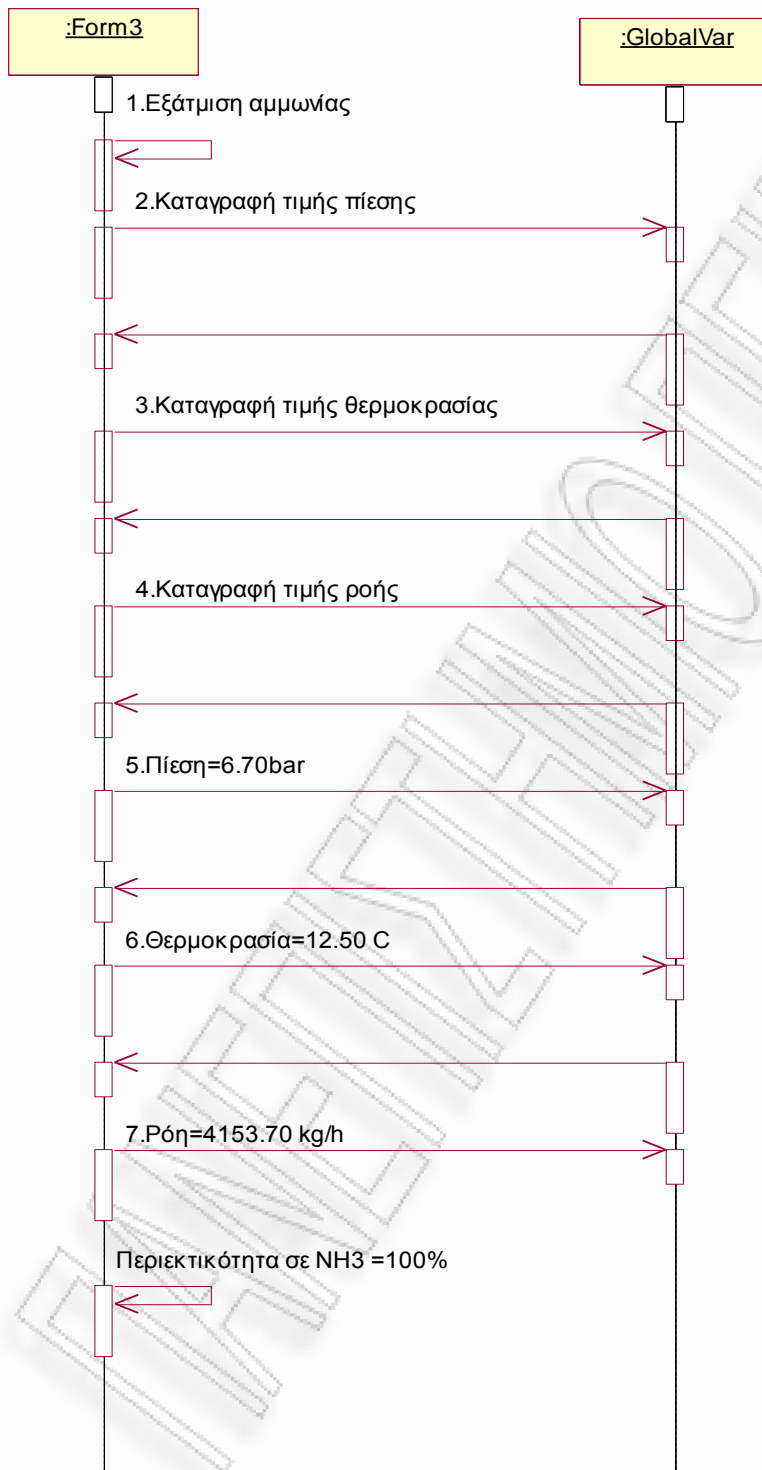 :Form3
:GlobalVar
1.Εξάτμιση αμμωνίας
2.Καταγραφή τιμής πίεσης
3.Καταγραφή τιμής θερμοκρασίας
4.Καταγραφή τιμής ροής
5.Πίεση=6.70bar
6.Θερμοκρασία=12.50 C
7.Ρόη=4153.70 kg/h
Περιεκτικότητα σε NH3 =100%